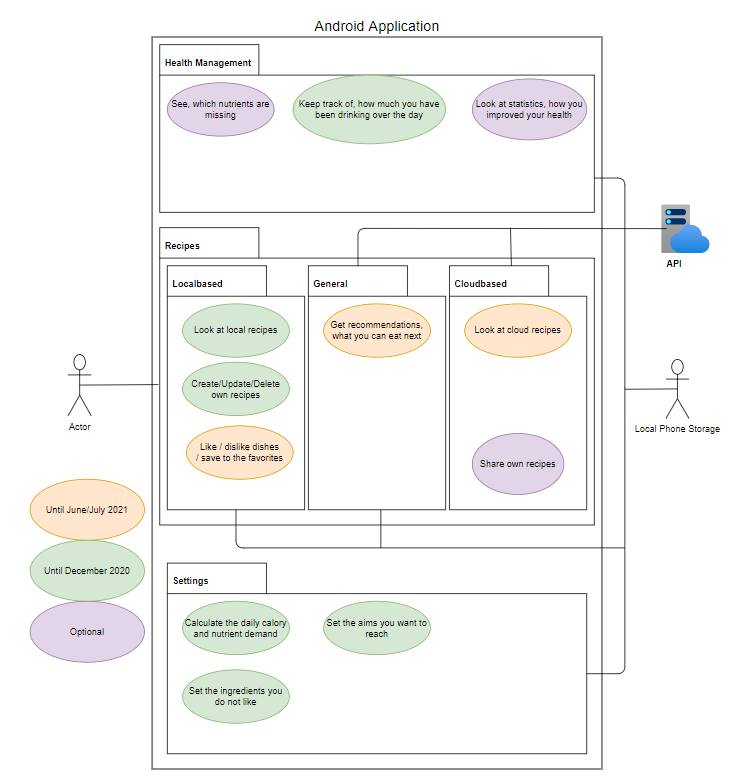 Android Application
Health Management
See, which nutrients are
missing
Keep track of, how much you have
been drinking over the day
Look at statistics, how you
improved your health
API
Recipes
Localbased
Look at local recipes
Create/Update/Delete
own recipes
Like / dislike dishes
/ save to the favorites
General
Get recommendations,
what you can eat next
Cloudbased
Look at cloud recipes
Share own recipes
Actor
Local Phone Storage
Until June/July 2021
Until December 2020
Optional
Settings
Calculate the daily calory
and nutrient demand
Set the aims you want to
reach
Set the ingredients you
do not like